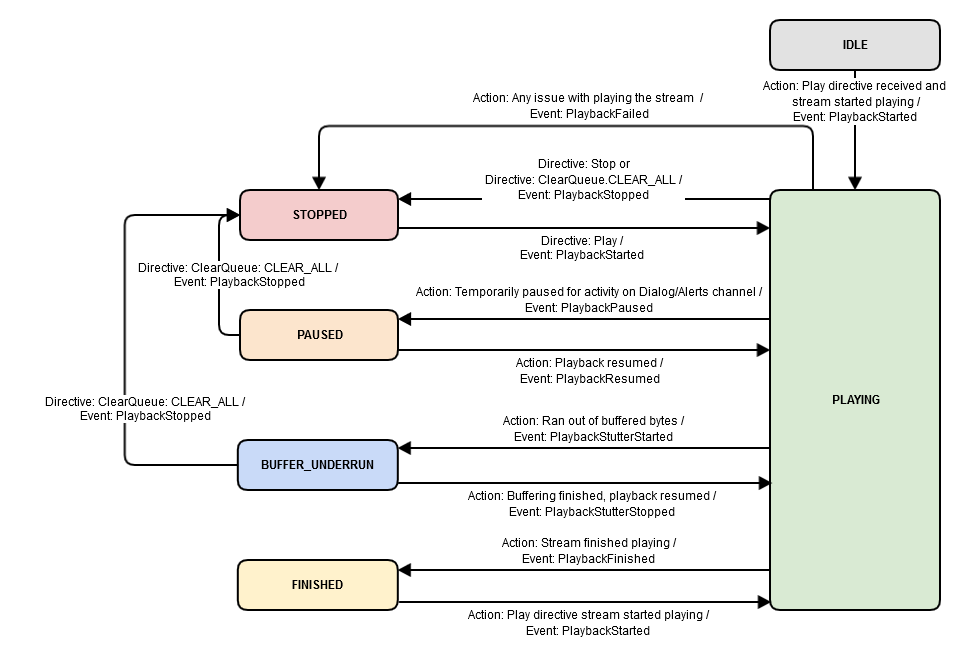 IDLE
Action: Play directive received and
stream started playing /
Event: PlaybackStarted
Action: Any issue with playing the stream /
Event: PlaybackFailed
Directive: Stop or
Directive: ClearQueue.CLEAR_ALL /
Event: PlaybackStopped
STOPPED
Directive: Play /
Event: PlaybackStarted
Directive: ClearQueue: CLEAR_ALL /
Event: PlaybackStopped
Action: Temporarily paused for activity on Dialog/Alerts channel /
Event: PlaybackPaused
PAUSED
Action: Playback resumed /
Event: PlaybackResumed
PLAYING
Directive: ClearQueue: CLEAR_ALL /
Event: PlaybackStopped
Action: Ran out of buffered bytes /
Event: PlaybackStutterStarted
BUFFER_UNDERRUN
Action: Buffering finished, playback resumed /
Event: PlaybackStutterStopped
Action: Stream finished playing /
Event: PlaybackFinished
FINISHED
Action: Play directive stream started playing /
Event: PlaybackStarted